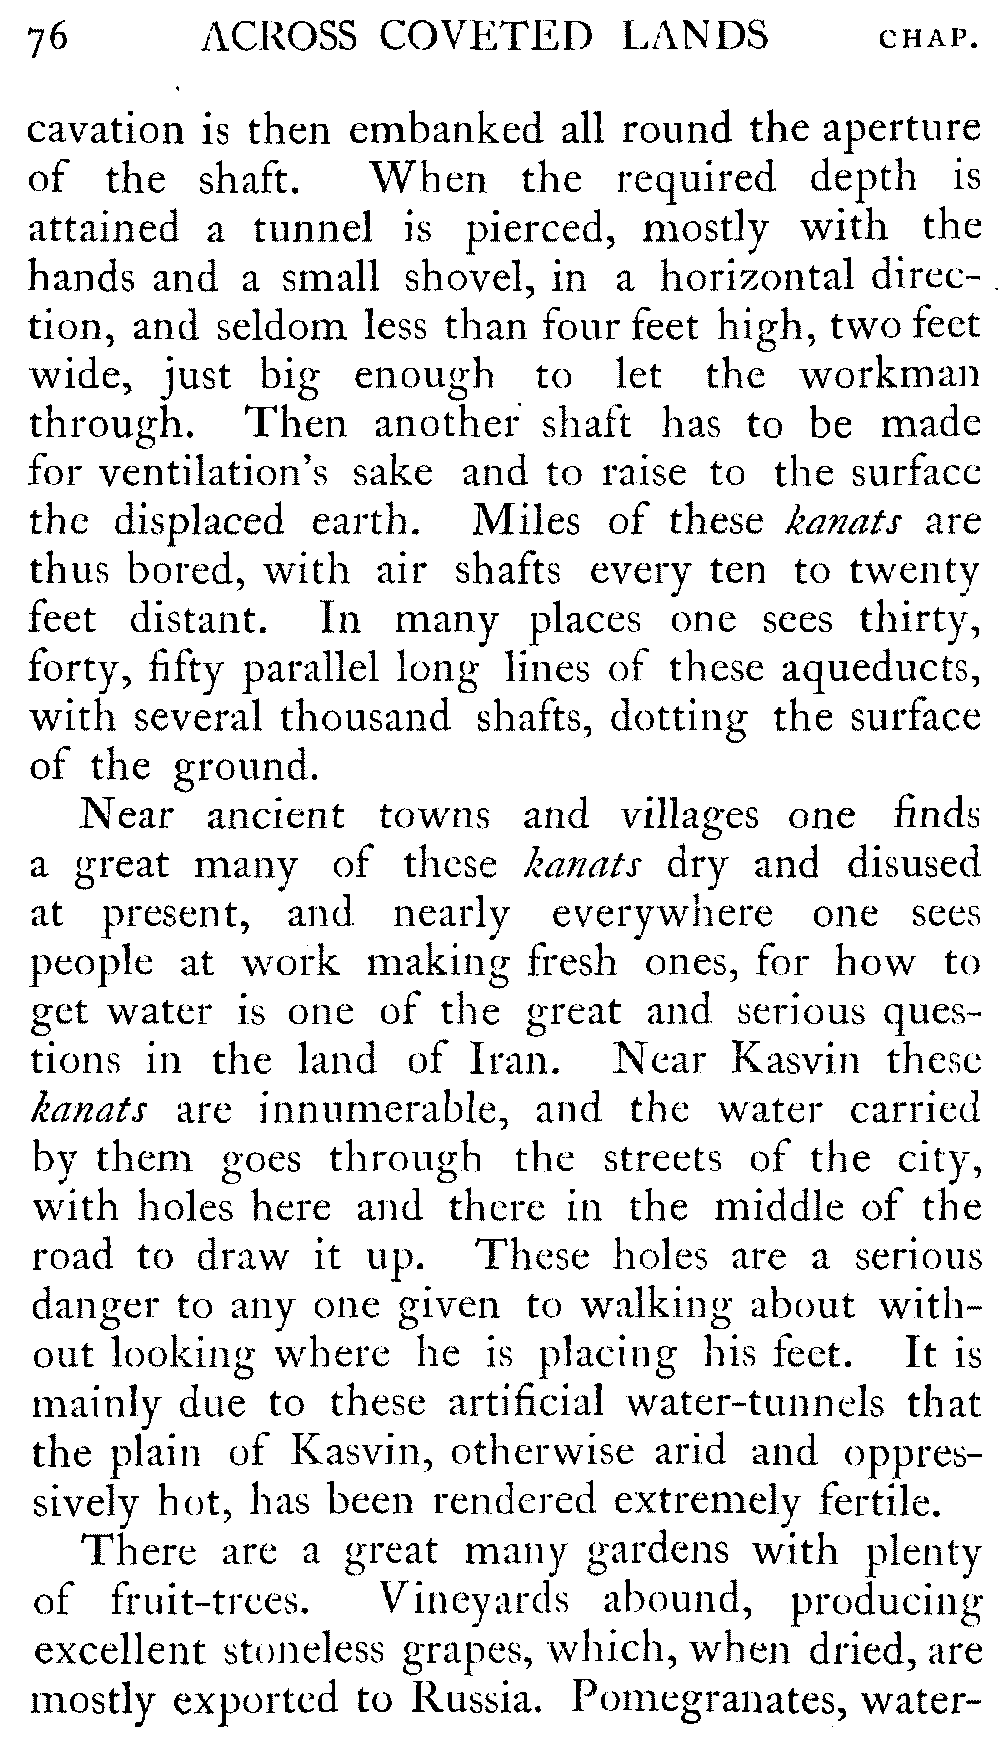 76 ACROSS COVETED LANDS CHAP.
cavation is then embanked all round the aperture
of the shaft. When the required depth is
attained a tunnel is pierced, mostly with the
hands and a small shovel, in a horizontal direc-
tion, and seldom less than four feet high, two feet
wide, just big enough to let the workman
through. Then another shaft has to be made
for ventilation's sake and to raise to the surface
the displaced earth. Miles of these kanats are
thus bored, with air shafts every ten to twenty
feet distant. In many places one sees thirty,
forty, fifty parallel long lines of these aqueducts,
with several thousand shafts, dotting the surface
of the ground.
Near ancient towns and villages one finds
a great many of these kanats dry and disused
at present, and nearly everywhere one sees
people at work making fresh ones, for how to
get water is one of the great and serious ques-
tions in the land of Iran. Near Kasvin these
kanats are innumerable, and the water carried
by them goes through the streets of the city,
with holes here and there in the middle of the
road to draw it up. These holes are a serious
danger to any one given to walking about with-
out looking where he is placing his feet. It is
mainly due to these artificial water-tunnels that
the plain of Kasvin, otherwise arid and oppres-
sively hot, has been rendered extremely fertile.
There are a great many gardens with plenty
of fruit-trees. Vineyards abound, producing
excellent stoneless grapes, which, when dried, are
mostly exported to Russia. Pomegranates, water-